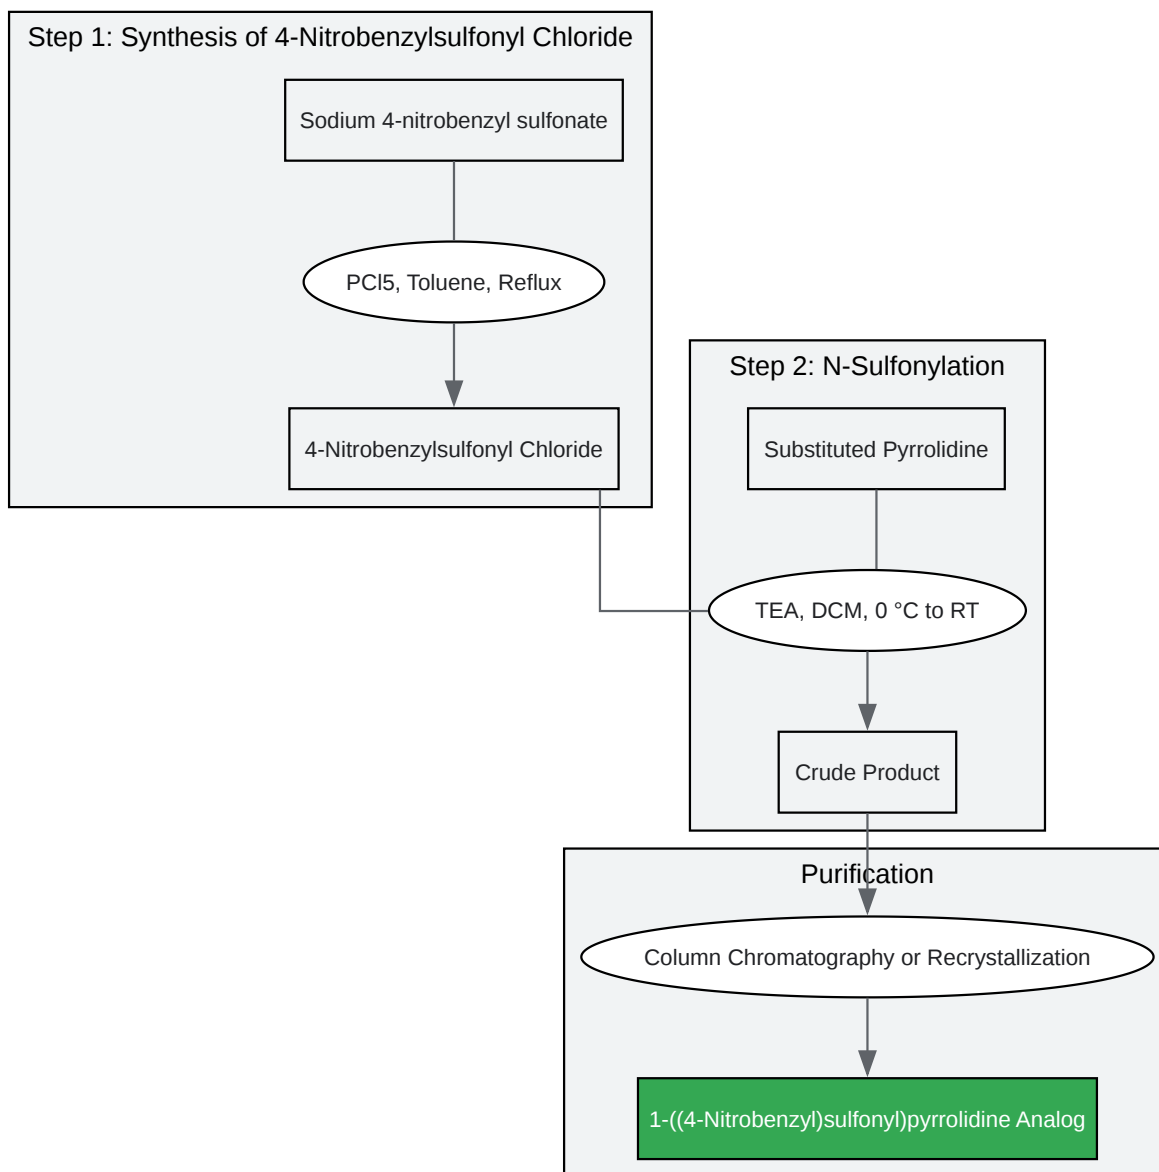 Step 1: Synthesis of 4-Nitrobenzylsulfonyl Chloride
Sodium 4-nitrobenzyl sulfonate
PCl5, Toluene, Reflux
4-Nitrobenzylsulfonyl Chloride
Step 2: N-Sulfonylation
Substituted Pyrrolidine
TEA, DCM, 0 °C to RT
Crude Product
Purification
Column Chromatography or Recrystallization
1-((4-Nitrobenzyl)sulfonyl)pyrrolidine Analog